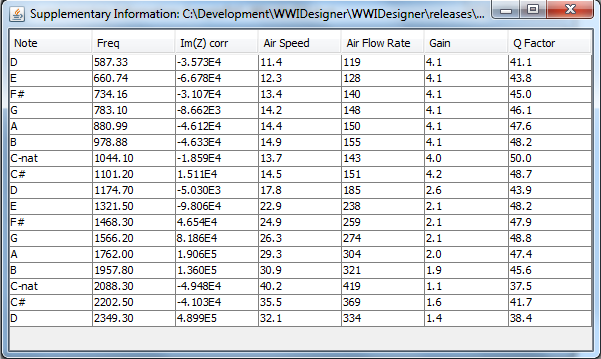 Supplementary Information: C:\Development\WWIDesigner\WWIDesigner\releases\...
Note Freq Im(Z) corr Air Speed Air Flow Rate Gain Q Factor
D 587.33 -3.573E4 11.4 119 4.1 41.1
E 660.74 -6.678E4 12.3 128 4.1 43.8
F# 734.16 -3.107E4 13.4 140 4.1 45.0
G 783.10 -8.662E3 14.2 148 4.1 46.1
A 880.99 -4.612E4 14.4 150 4.1 47.6
B 978.88 -4.633E4 14.9 155 4.1 48.2
C-nat 1044.10 -1.859E4 13.7 143 4.0 50.0
C# 1101.20 1.511E4 14.5 151 4.2 48.7
D 1174.70 -5.030E3 17.8 185 2.6 43.9
E 1321.50 -9.806E4 22.9 238 2.1 48.2
F# 1468.30 4.654E4 24.9 259 2.1 47.9
G 1566.20 8.186E4 26.3 274 2.1 48.8
A 1762.00 1.906E5 29.3 304 2.0 47.4
B 1957.80 1.360E5 30.9 321 1.9 45.6
C-nat 2088.30 -4.948E4 40.2 419 1.1 37.5
C# 2202.50 -4.103E4 35.5 369 1.6 41.7
D 2349.30 4.899E5 32.1 334 1.4 38.4